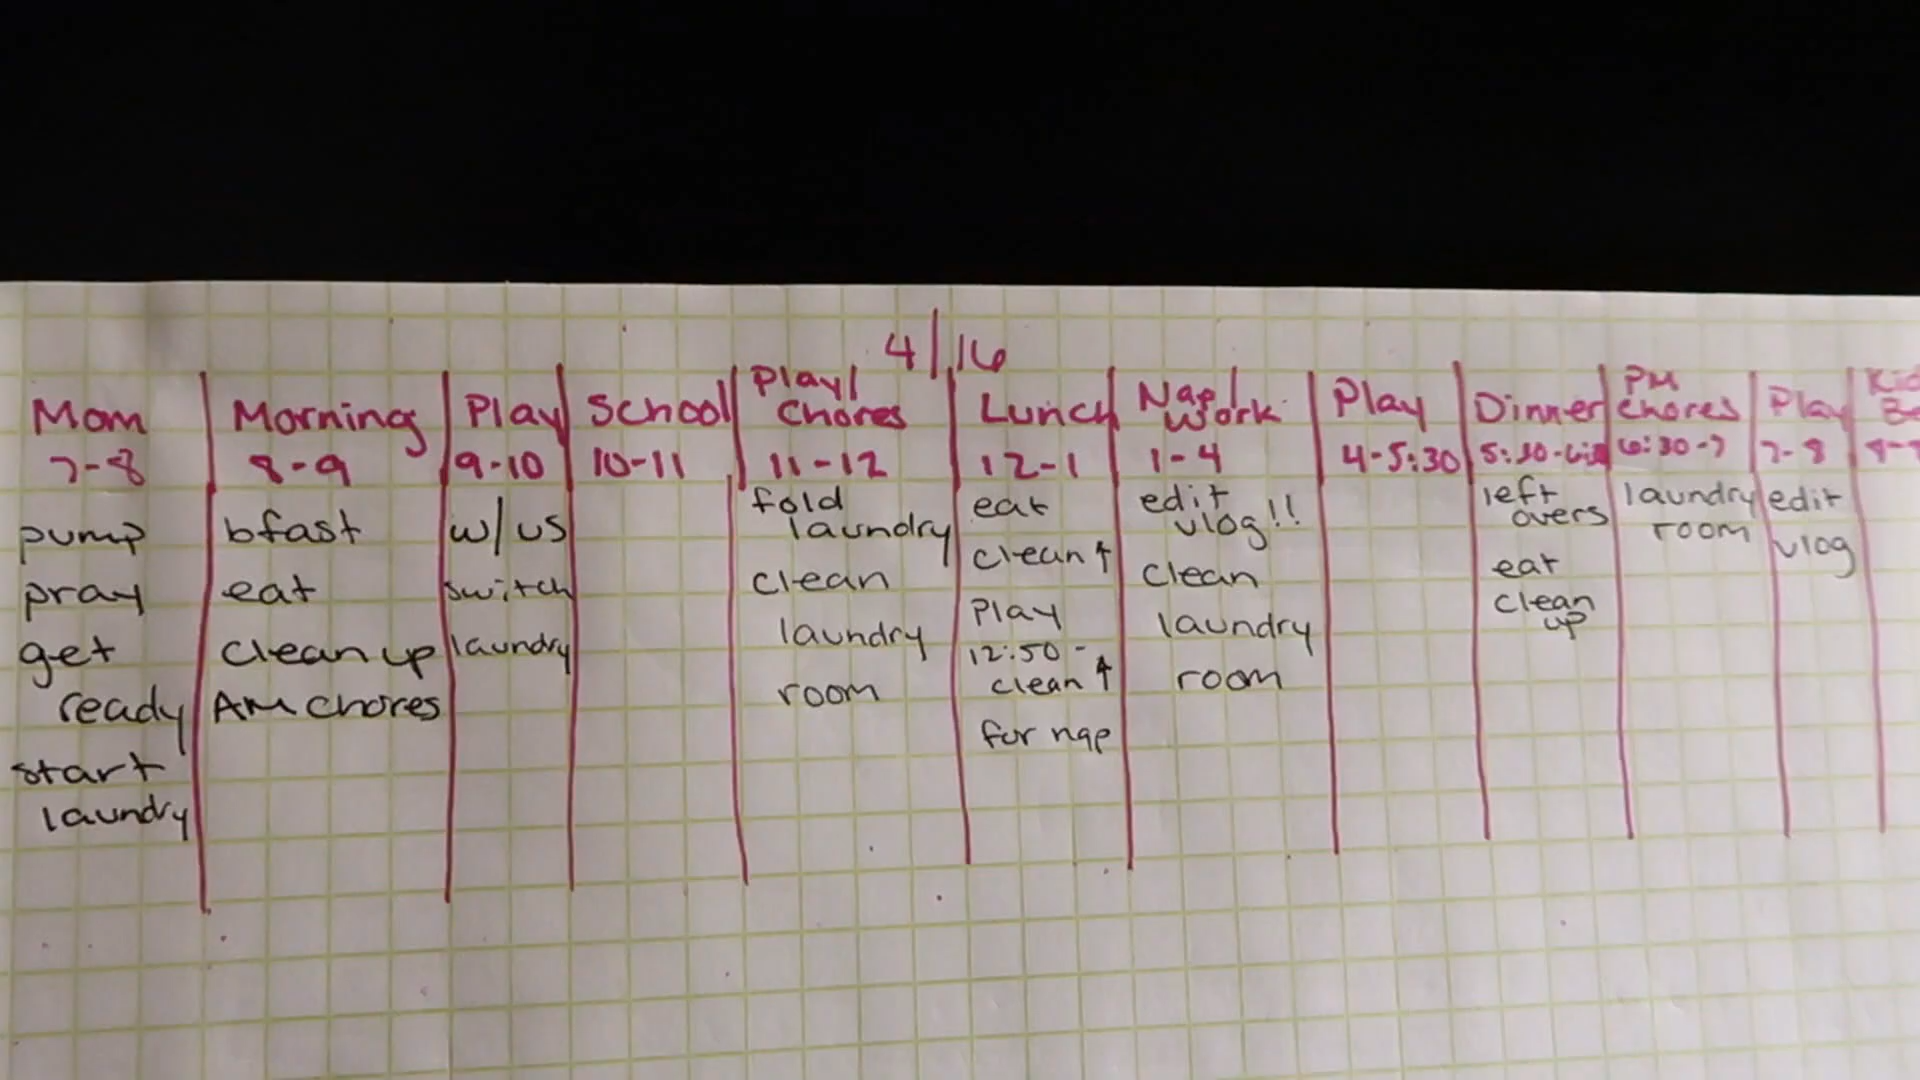 4/16
Mom
7-8
pump
pray
get
ready
start
laundry
Morning
8-9
bfast
eat
clean up
AM chores
Play
9-10
w/ us
switch
laundry
School
10-11
Play/
Chores
11-12
fold
laundry
clean
laundry
room
Lunch
12-1
eat
clean ↑
Play
12:50-
clean ↑
for nap
Nap/
Work
1-4
edit
vlog!!
clean
laundry
room
Play
4-5:30
Dinner
5:30-
left
overs
eat
clean
up
PM
Chores
6:30-7
laundry
room
Play
7-8
edit
vlog